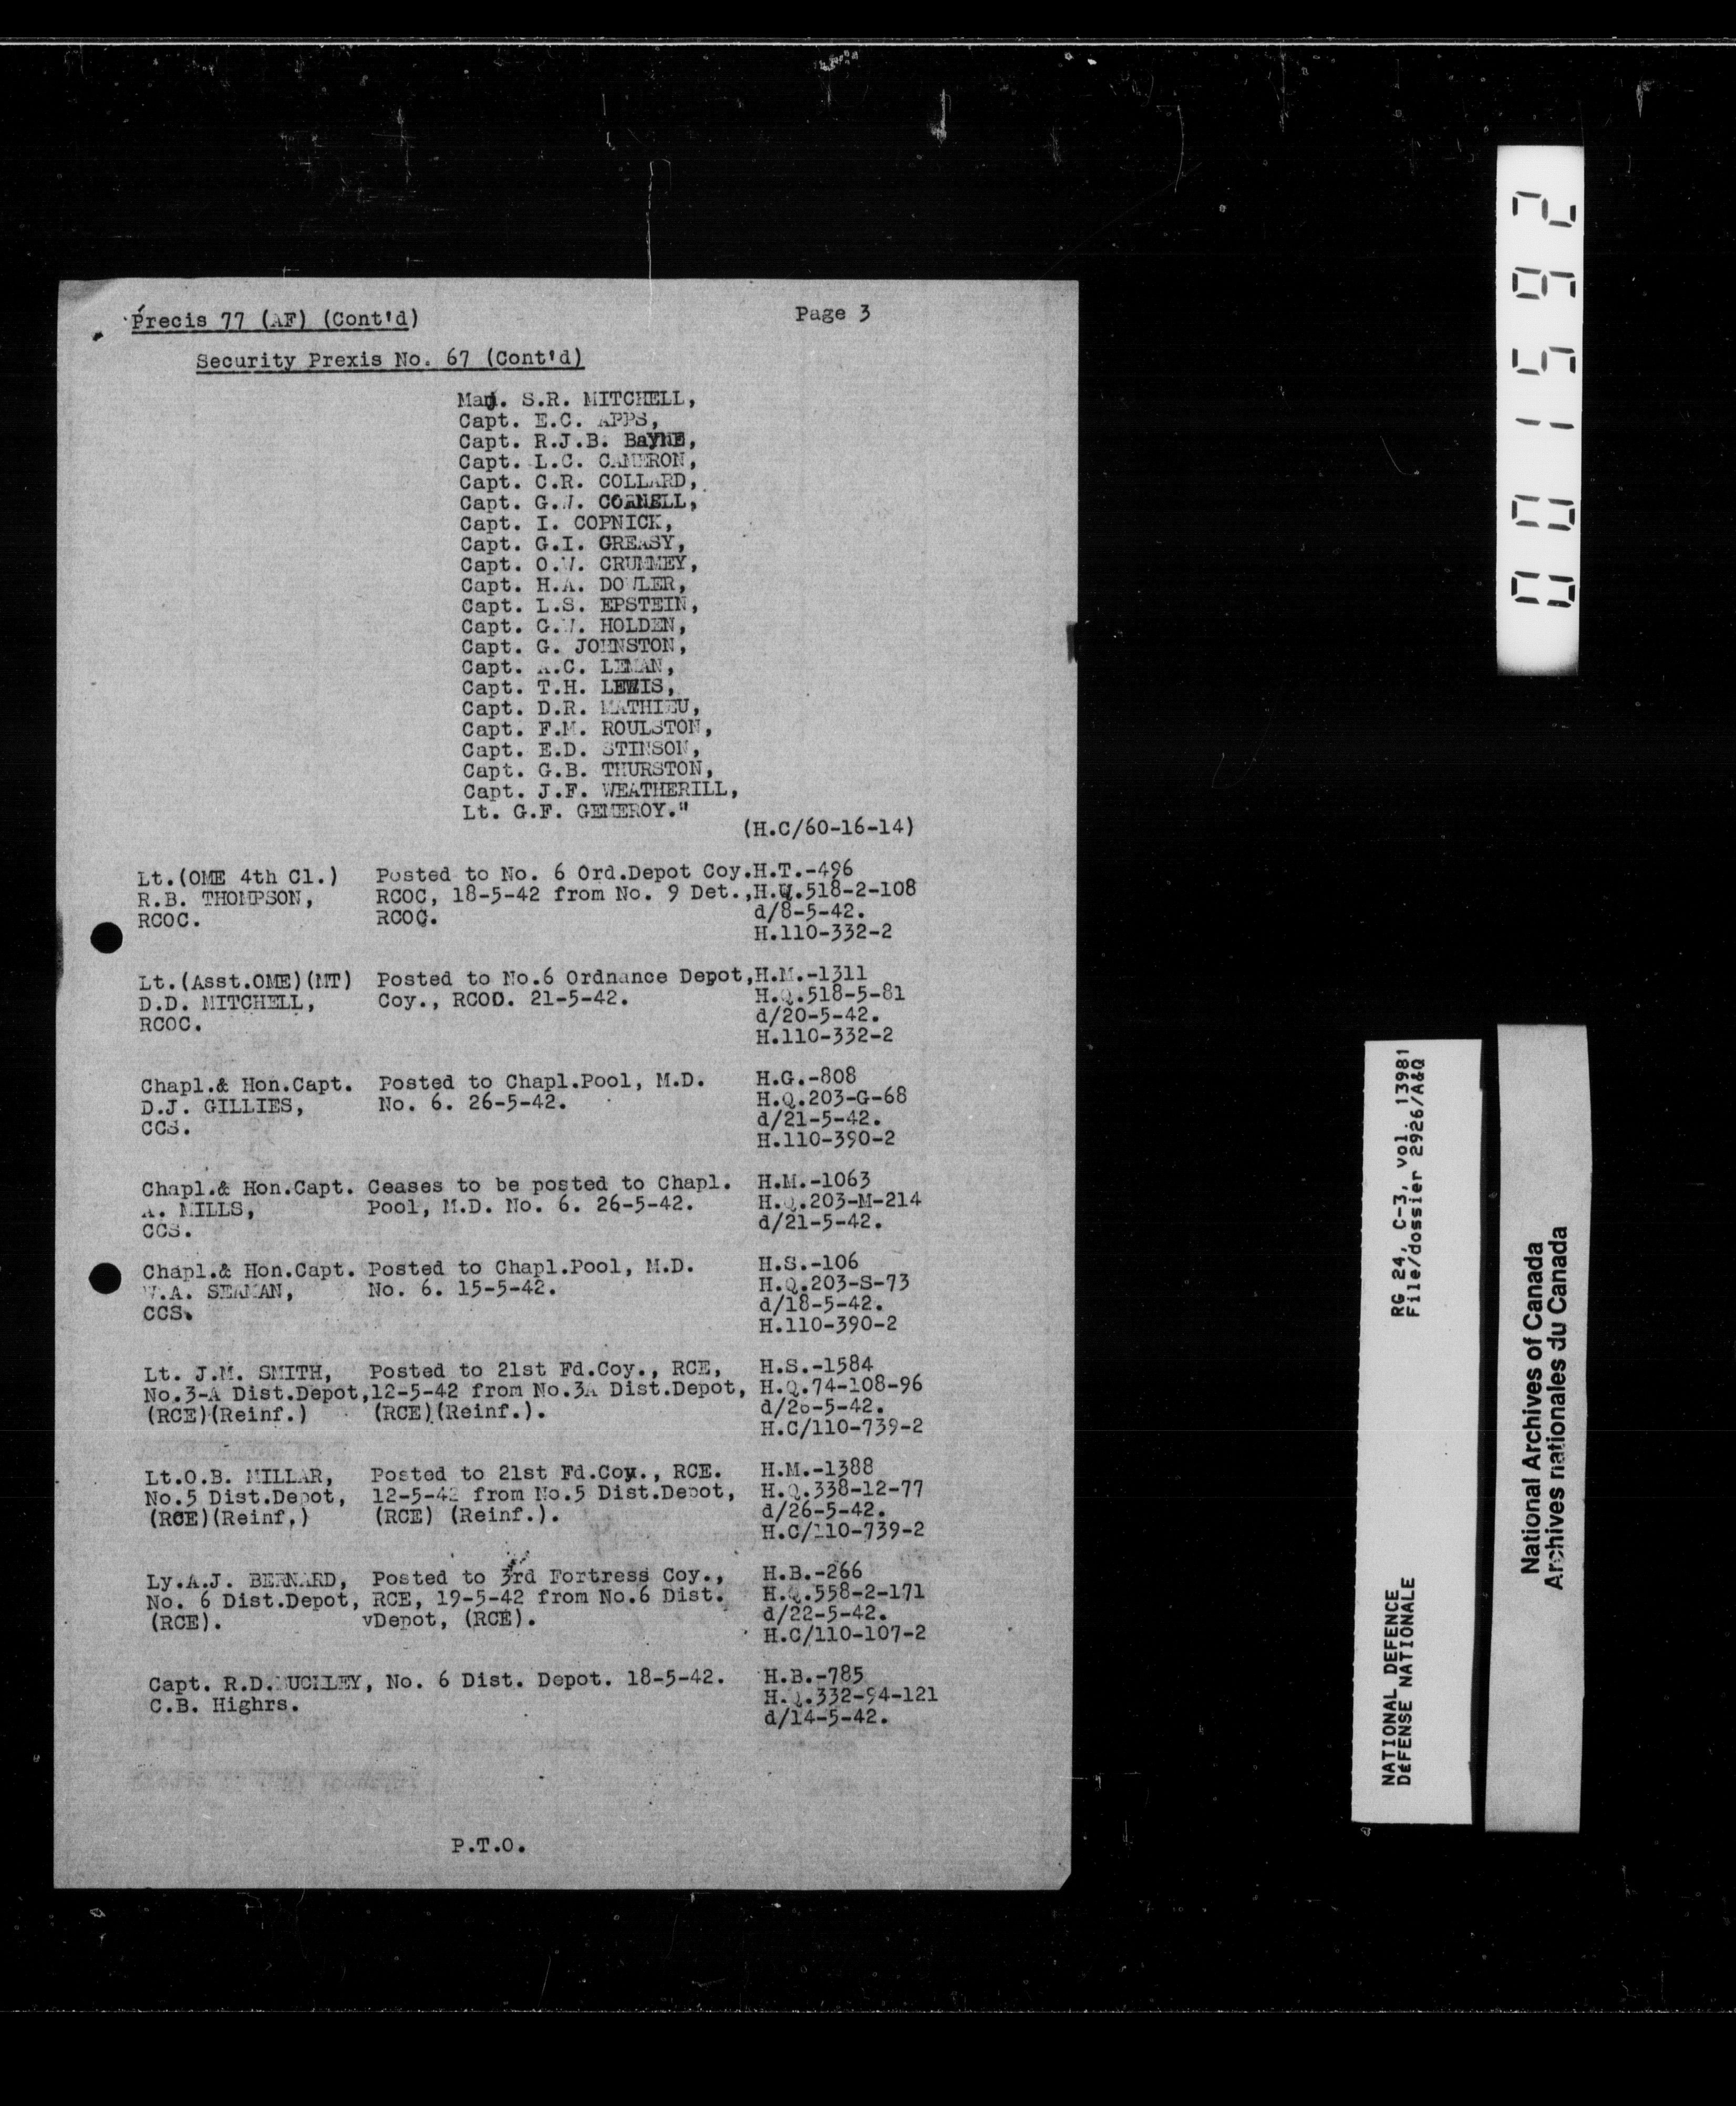 Precis 77 (AF) (Cont'd) Page 3
Security Prexis No. 67 (Cont'd)
Maj. S.R. MITCHELL,
Capt. E.C. APPS,
Capt. R.J.B. BaYNE,
Capt. L.C. CAMERON,
Capt. C.R. COLLARD,
Capt. G.W. CORNELL,
Capt. I. COPNICK,
Capt. G.I. GREASY,
Capt. O.W. CRUMMEY,
Capt. H.A. DOWLER,
Capt. L.S. EPSTEIN,
Capt. G.W. HOLDEN,
Capt. G. JOHNSTON,
Capt. A.C. LEMAN,
Capt. T.H. LEWIS,
Capt. D.R. MATHIEU,
Capt. F.M. ROULSTON,
Capt. E.D. STINSON,
Capt. G.B. THURSTON,
Capt. J.F. WEATHERILL,
Lt. G.F. GEMEROY."
(H.C/60-16-14)
Lt.(OME 4th Cl.) Posted to No. 6 Ord.Depot Coy. H.T.-496
R.B. THOMPSON, RCOC, 18-5-42 from No. 9 Det., H.Q.518-2-108
RCOC. RCOC. d/8-5-42.
H.110-332-2
Lt.(Asst.OME)(MT) Posted to No.6 Ordnance Depot, H.M.-1311
D.D. MITCHELL, Coy., RCOO. 21-5-42. H.Q.518-5-81
RCOC. d/20-5-42.
H.110-332-2
Chapl.& Hon.Capt. Posted to Chapl.Pool, M.D. H.G.-808
D.J. GILLIES, No. 6. 26-5-42. H.Q.203-G-68
CCS. d/21-5-42.
H.110-390-2
Chapl.& Hon.Capt. Ceases to be posted to Chapl. H.M.-1063
A. MILLS, Pool, M.D. No. 6. 26-5-42. H.Q.203-M-214
CCS. d/21-5-42.
Chapl.& Hon.Capt. Posted to Chapl.Pool, M.D. H.S.-106
W.A. SEAMAN, No. 6. 15-5-42. H.Q.203-S-73
CCS. d/18-5-42.
H.110-390-2
Lt. J.M. SMITH, Posted to 21st Fd.Coy., RCE, H.S.-1584
No.3-A Dist.Depot, 12-5-42 from No.3A Dist.Depot, H.Q.74-108-96
(RCE)(Reinf.) (RCE)(Reinf.). d/26-5-42.
H.C/110-739-2
Lt.O.B. MILLAR, Posted to 21st Fd.Coy., RCE. H.M.-1388
No.5 Dist.Depot, 12-5-42 from No.5 Dist.Depot, H.Q.338-12-77
(RCE)(Reinf.) (RCE) (Reinf.). d/26-5-42.
H.C/110-739-2
Ly.A.J. BERNARD, Posted to 3rd Fortress Coy., H.B.-266
No. 6 Dist.Depot, RCE, 19-5-42 from No.6 Dist. H.Q.558-2-171
(RCE). vDepot, (RCE). d/22-5-42.
H.C/110-107-2
Capt. R.D.BUCKLEY, No. 6 Dist. Depot. 18-5-42. H.B.-785
C.B. Highrs. H.Q.332-94-121
d/14-5-42.
P.T.O.
001592
RG 24, C-3, vol. 13981
File/dossier 2926/A&Q
NATIONAL DEFENCE
DÉFENSE NATIONALE
National Archives of Canada
Archives nationales du Canada